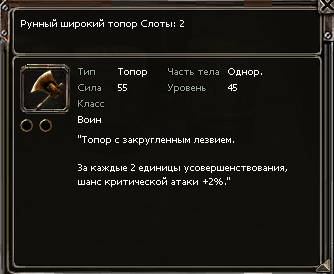 Рунный широкий топор Слоты: 2
Тип Топор Часть тела Однор.
Сила 55 Уровень 45
Класс
Воин
"Топор с закругленным лезвием.
За каждые 2 единицы усовершенствования,
шанс критической атаки +2%."